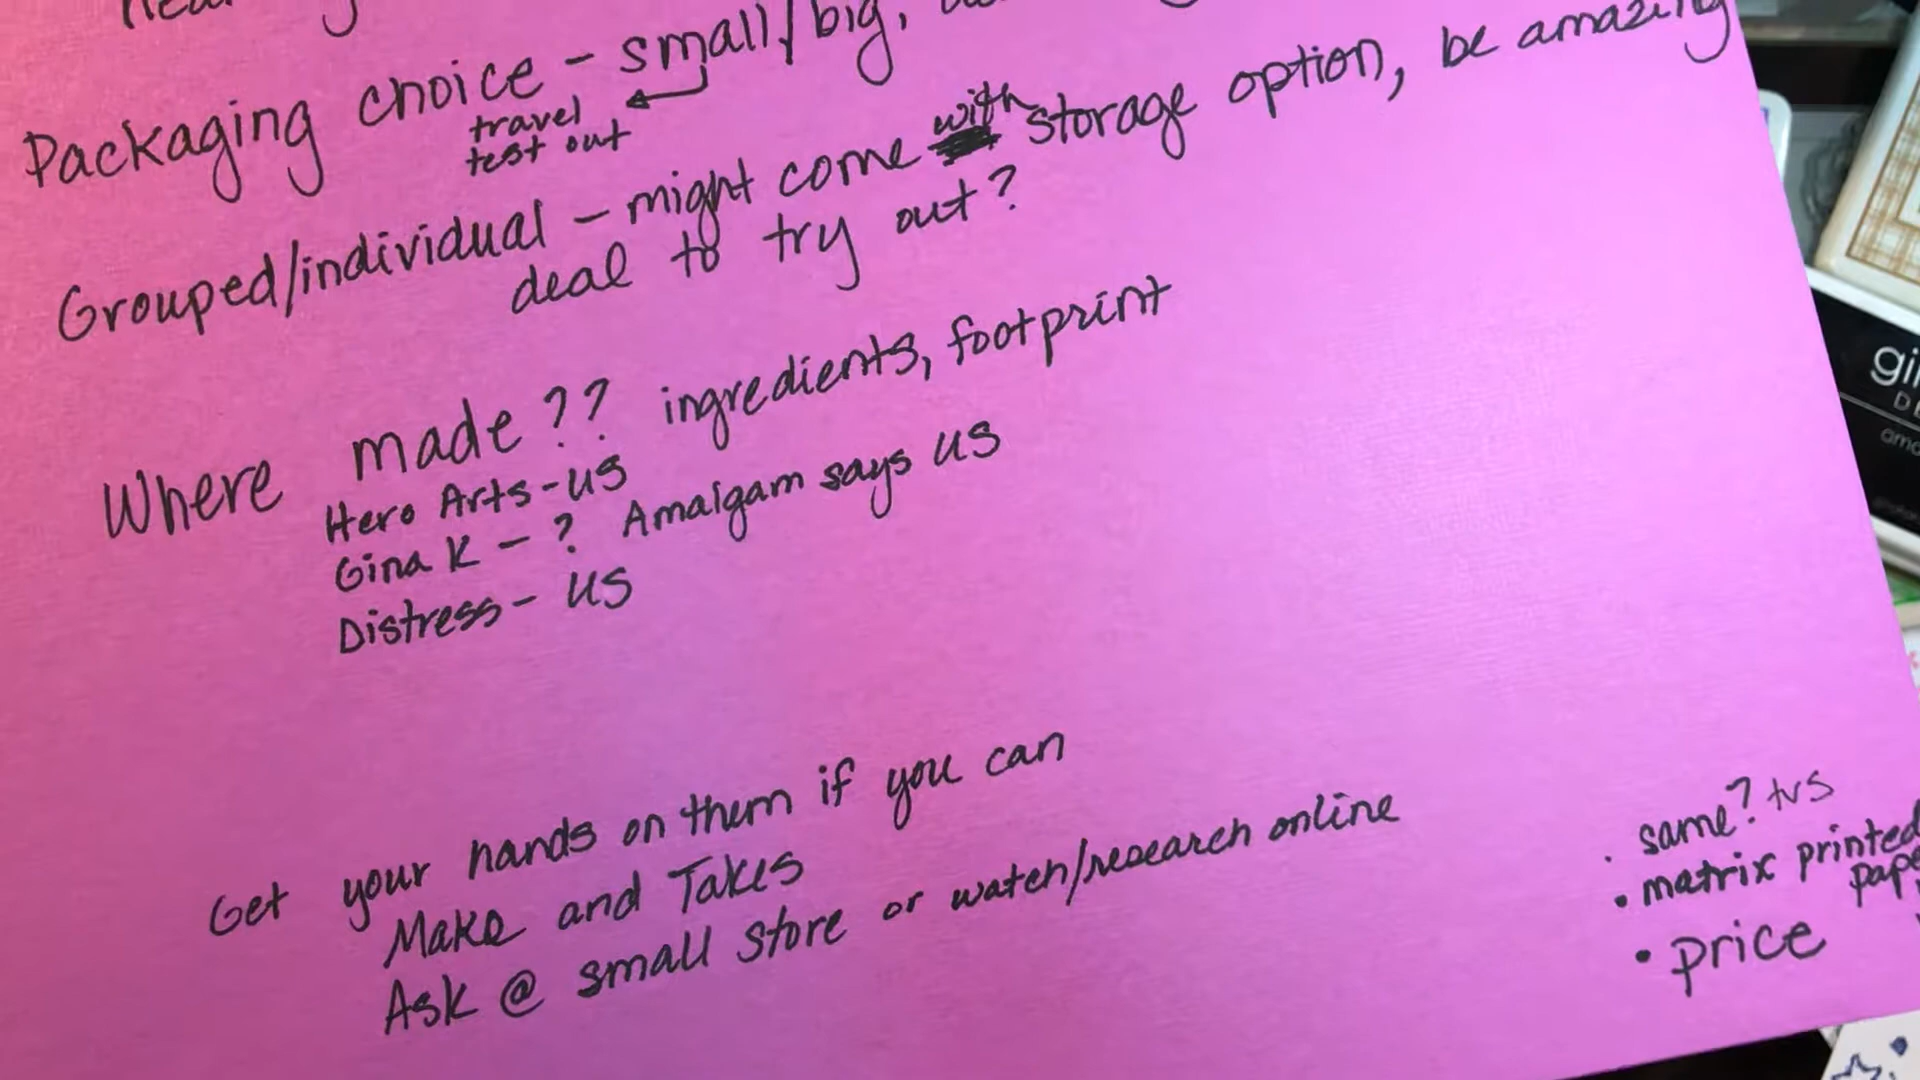 Packaging choice - small/big,
travel
test out
Grouped/individual - might come with storage option, be amazing
deal to try out?
Where made?? ingredients, footprint
Hero Arts - US
Gina K - ? Amalgam says US
Distress - US
Get your hands on them if you can
Make and Takes
Ask @ small store or watch/research online
. same? tvs
• matrix printed
• price
gi